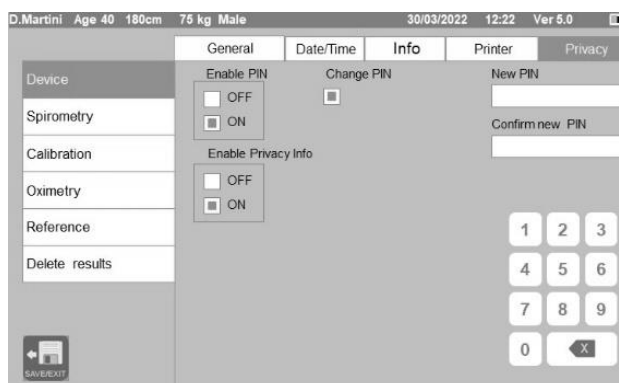 D.Martini Age 40 180cm 75 kg Male 30/03/2022 12:22 Ver 5.0
General Date/Time Info Printer Privacy
Device
Spirometry
Calibration
Oximetry
Reference
Delete results
Enable PIN
OFF
ON
Enable Privacy Info
OFF
ON
Change PIN
New PIN
Confirm new PIN
1 2 3
4 5 6
7 8 9
0 X
SAVE/EXIT